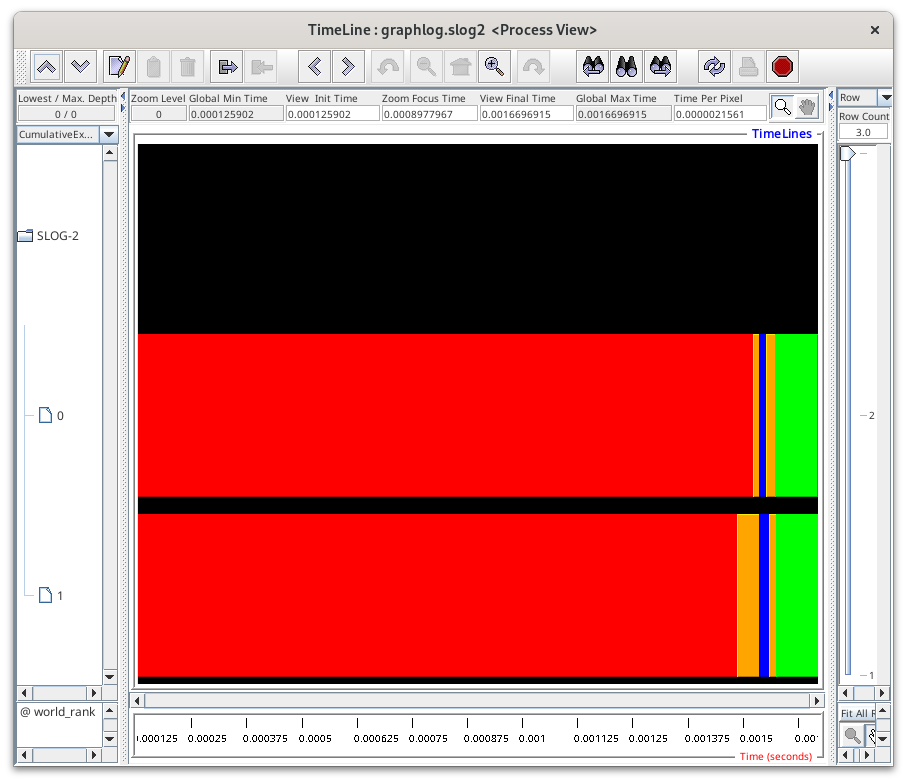 TimeLine : graphlog.slog2 <Process View>
Lowest / Max. Depth
0 / 0
Zoom Level Global Min Time View Init Time Zoom Focus Time View Final Time Global Max Time Time Per Pixel
0 0.000125902 0.000125902 0.0008977967 0.0016696915 0.0016696915 0.0000021561
Row
Row Count
3.0
CumulativeEx...
TimeLines
SLOG-2
0
2
1
1
@ world_rank
Fit All R
0.00025 0.000375 0.0005 0.000625 0.00075 0.000875 0.001 0.001125 0.00125 0.001375 0.0015
Time (seconds)